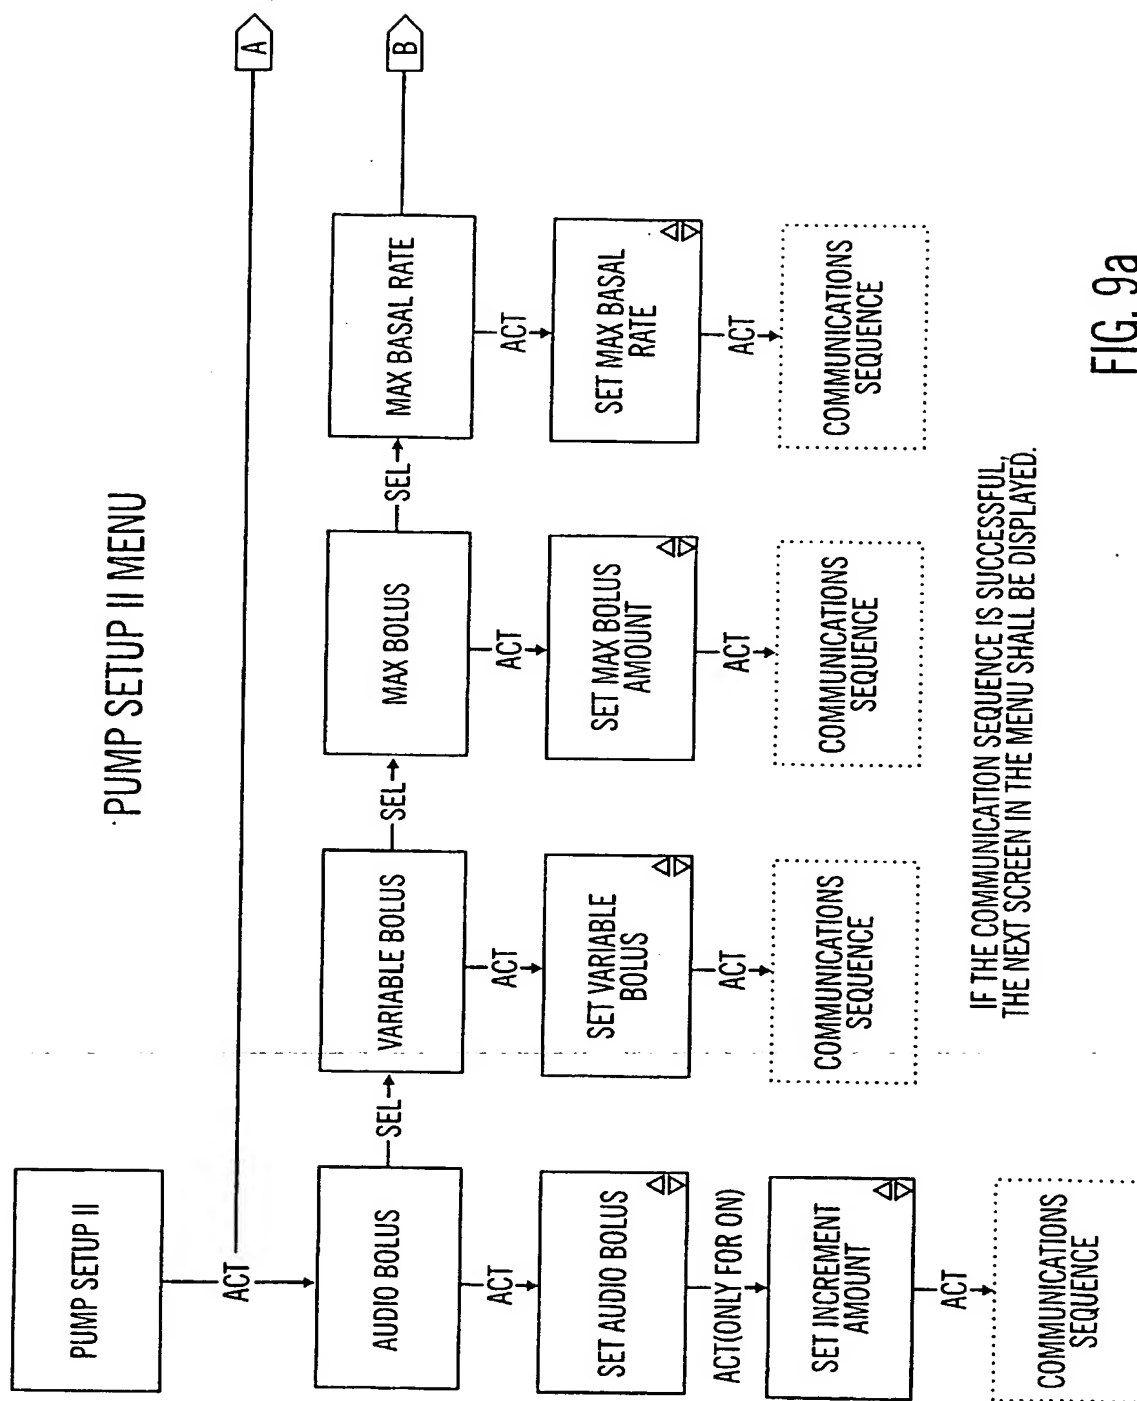 PUMP SETUP II MENU
PUMP SETUP II
ACT
A
AUDIO BOLUS
SEL
VARIABLE BOLUS
SEL
MAX BOLUS
SEL
MAX BASAL RATE
B
ACT
ACT
ACT
ACT
SET AUDIO BOLUS
SET VARIABLE
BOLUS
SET MAX BOLUS
AMOUNT
SET MAX BASAL
RATE
ACT(ONLY FOR ON)
ACT
ACT
ACT
SET INCREMENT
AMOUNT
COMMUNICATIONS
SEQUENCE
COMMUNICATIONS
SEQUENCE
COMMUNICATIONS
SEQUENCE
ACT
COMMUNICATIONS
SEQUENCE
IF THE COMMUNICATION SEQUENCE IS SUCCESSFUL,
THE NEXT SCREEN IN THE MENU SHALL BE DISPLAYED.
FIG. 9a